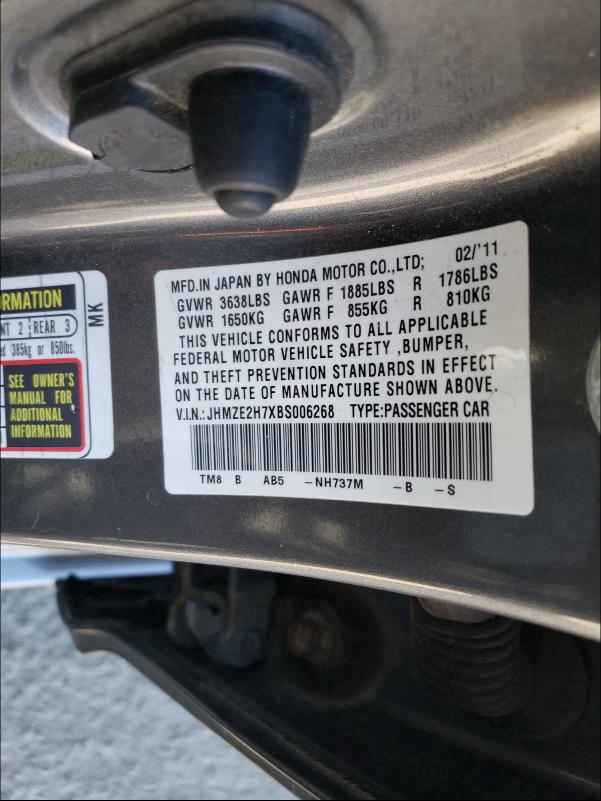 MFD.IN JAPAN BY HONDA MOTOR CO.,LTD; 02/'11
GVWR 3638LBS GAWR F 1885LBS R 1786LBS
GVWR 1650KG GAWR F 855KG R 810KG
THIS VEHICLE CONFORMS TO ALL APPLICABLE
FEDERAL MOTOR VEHICLE SAFETY ,BUMPER,
AND THEFT PREVENTION STANDARDS IN EFFECT
ON THE DATE OF MANUFACTURE SHOWN ABOVE.
V.I.N.:JHMZE2H7XBS006268 TYPE:PASSENGER CAR
TM8 B AB5 -NH737M -B -S
ORMATION
NT 2 REAR 3
ed 385kg or 850lbs.
SEE OWNER'S
MANUAL FOR
ADDITIONAL
INFORMATION
MK